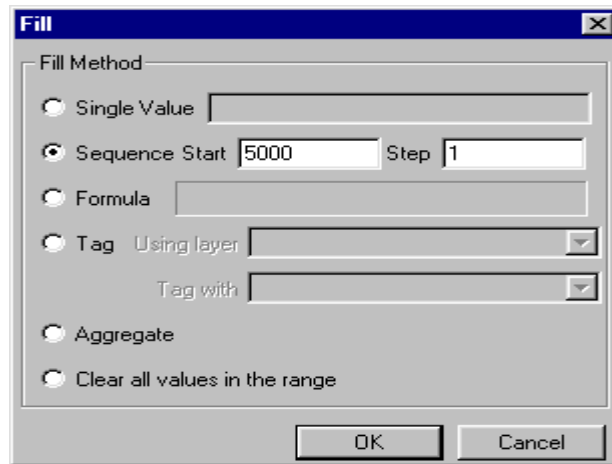 Fill
Fill Method
Single Value
Sequence Start 5000 Step 1
Formula
Tag Using layer
Tag with
Aggregate
Clear all values in the range
OK Cancel